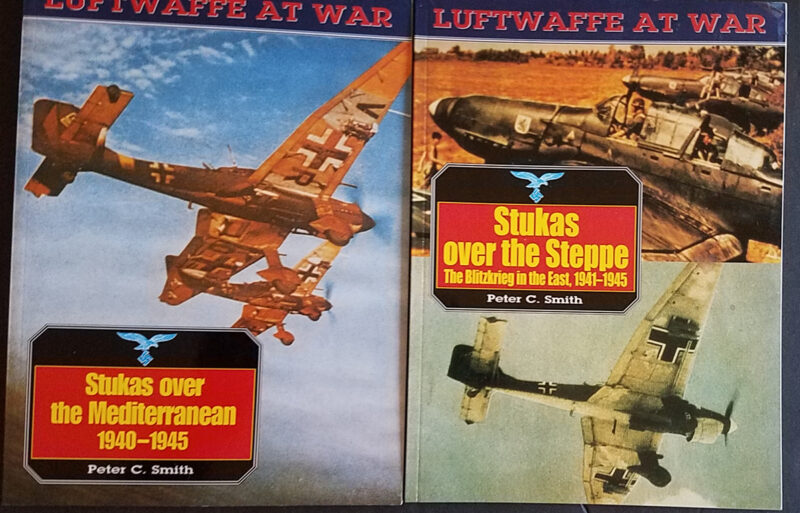 LUFTWAFFE AT WAR
Stukas over
the Mediterranean
1940–1945
Peter C. Smith
LUFTWAFFE AT WAR
Stukas
over the Steppe
The Blitzkrieg in the East, 1941–1945
Peter C. Smith